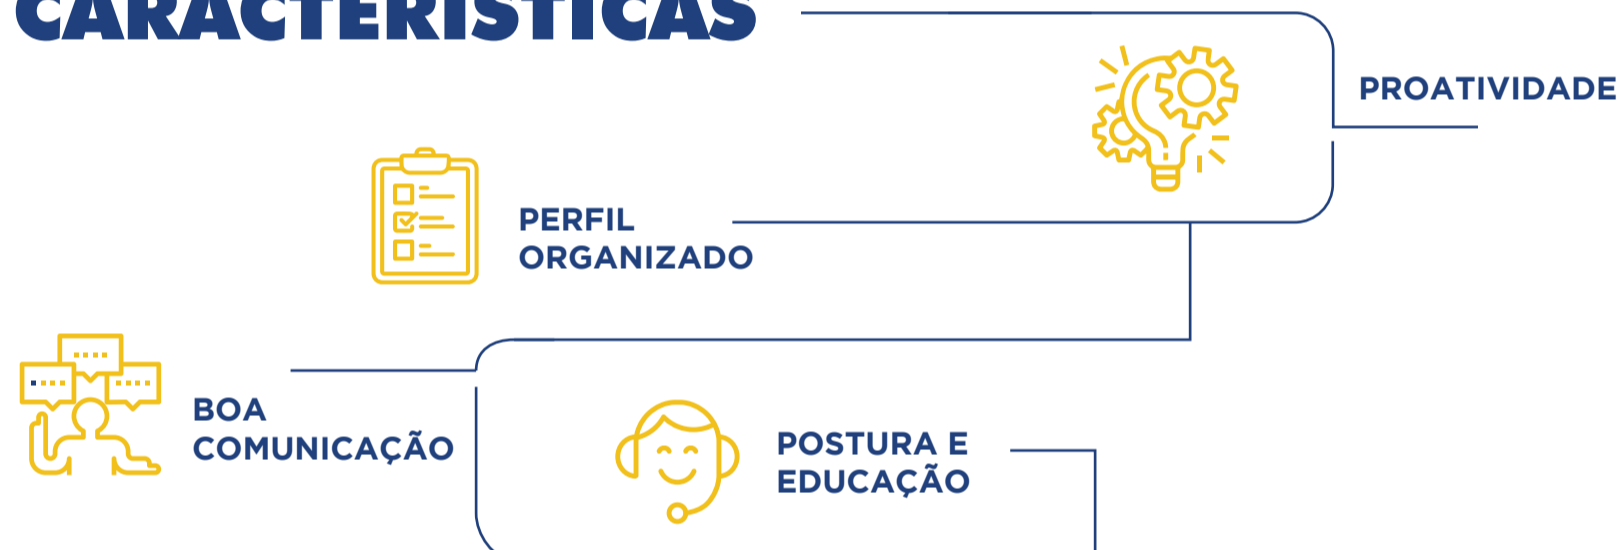 CARACTERÍSTICAS
PROATIVIDADE
PERFIL
ORGANIZADO
BOA
COMUNICAÇÃO
POSTURA E
EDUCAÇÃO